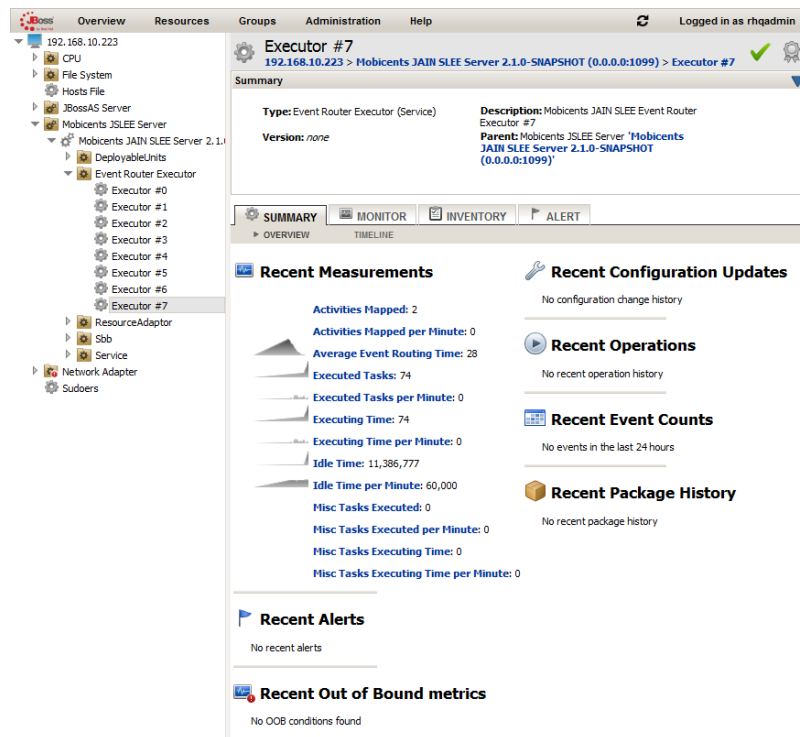 JBoss
by Red Hat
Overview Resources Groups Administration Help Logged in as rhqadmin
192.168.10.223
CPU
File System
Hosts File
JBossAS Server
Mobicents JSLEE Server
Mobicents JAIN SLEE Server 2.1.
DeployableUnits
Event Router Executor
Executor #0
Executor #1
Executor #2
Executor #3
Executor #4
Executor #5
Executor #6
Executor #7
ResourceAdaptor
Sbb
Service
Network Adapter
Sudoers
Executor #7
192.168.10.223 > Mobicents JAIN SLEE Server 2.1.0-SNAPSHOT (0.0.0.0:1099) > Executor #7
Summary
Type: Event Router Executor (Service)
Version: none
Description: Mobicents JAIN SLEE Event Router
Executor #7
Parent: Mobicents JSLEE Server 'Mobicents
JAIN SLEE Server 2.1.0-SNAPSHOT
(0.0.0.0:1099)'
SUMMARY MONITOR INVENTORY ALERT
OVERVIEW TIMELINE
Recent Measurements
Activities Mapped: 2
Activities Mapped per Minute: 0
Average Event Routing Time: 28
Executed Tasks: 74
Executed Tasks per Minute: 0
Executing Time: 74
Executing Time per Minute: 0
Idle Time: 11,386,777
Idle Time per Minute: 60,000
Misc Tasks Executed: 0
Misc Tasks Executed per Minute: 0
Misc Tasks Executing Time: 0
Misc Tasks Executing Time per Minute: 0
Recent Alerts
No recent alerts
Recent Out of Bound metrics
No OOB conditions found
Recent Configuration Updates
No configuration change history
Recent Operations
No recent operation history
Recent Event Counts
No events in the last 24 hours
Recent Package History
No recent package history